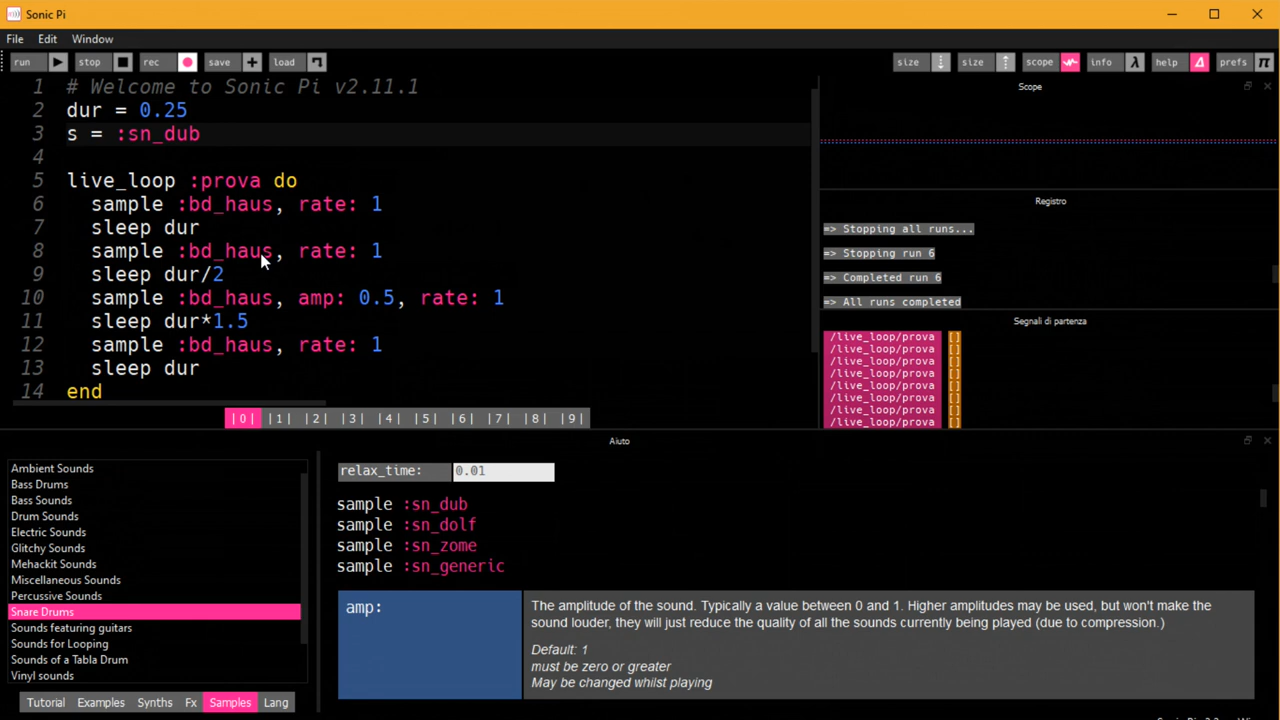 Sonic Pi
File Edit Window
run stop rec save + load size size scope info λ help prefs π
Scope
1 # Welcome to Sonic Pi v2.11.1
2 dur = 0.25
3 s = :sn_dub
4
5 live_loop :prova do
6 sample :bd_haus, rate: 1
7 sleep dur
8 sample :bd_haus, rate: 1
9 sleep dur/2
10 sample :bd_haus, amp: 0.5, rate: 1
11 sleep dur*1.5
12 sample :bd_haus, rate: 1
13 sleep dur
14 end
Registro
=> Stopping all runs...
=> Stopping run 6
=> Completed run 6
=> All runs completed
Segnali di partenza
/live_loop/prova []
/live_loop/prova []
/live_loop/prova []
/live_loop/prova []
/live_loop/prova []
/live_loop/prova []
/live_loop/prova []
/live_loop/prova []
|0| |1| |2| |3| |4| |5| |6| |7| |8| |9|
Aiuto
Ambient Sounds
Bass Drums
Bass Sounds
Drum Sounds
Electric Sounds
Glitchy Sounds
Mehackit Sounds
Miscellaneous Sounds
Percussive Sounds
Snare Drums
Sounds featuring guitars
Sounds for Looping
Sounds of a Tabla Drum
Vinyl sounds
Tutorial Examples Synths Fx Samples Lang
relax_time: 0.01
sample :sn_dub
sample :sn_dolf
sample :sn_zome
sample :sn_generic
amp:
The amplitude of the sound. Typically a value between 0 and 1. Higher amplitudes may be used, but won't make the
sound louder, they will just reduce the quality of all the sounds currently being played (due to compression.)
Default: 1
must be zero or greater
May be changed whilst playing